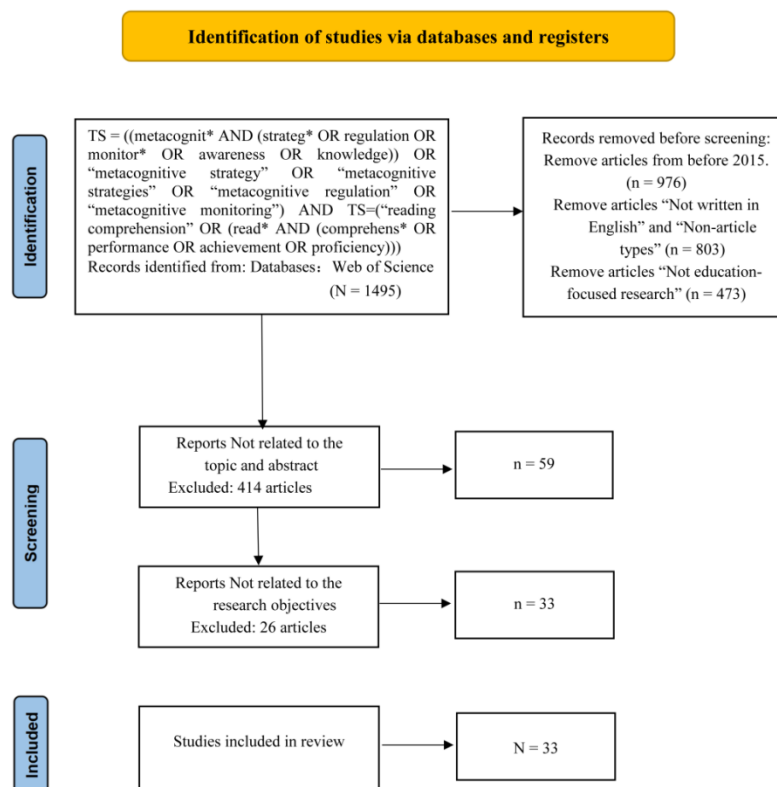 Identification of studies via databases and registers
Identification
TS = ((metacognit* AND (strateg* OR regulation OR
monitor* OR awareness OR knowledge)) OR
“metacognitive strategy” OR “metacognitive
strategies” OR “metacognitive regulation” OR
“metacognitive monitoring”) AND TS=(“reading
comprehension” OR (read* AND (comprehens* OR
performance OR achievement OR proficiency)))
Records identified from: Databases：Web of Science
(N = 1495)
Records removed before screening:
Remove articles from before 2015.
(n = 976)
Remove articles “Not written in
English” and “Non-article
types” (n = 803)
Remove articles “Not education-
focused research” (n = 473)
Screening
Reports Not related to the
topic and abstract
Excluded: 414 articles
n = 59
Reports Not related to the
research objectives
Excluded: 26 articles
n = 33
Included
Studies included in review
N = 33